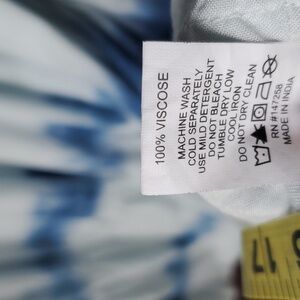 100% VISCOSE
MACHINE WASH
COLD SEPARATELY
USE MILD DETERGENT
DO NOT BLEACH
TUMBLE DRY LOW
COOL IRON
DO NOT DRY CLEAN
RN #147258
MADE IN INDIA
17